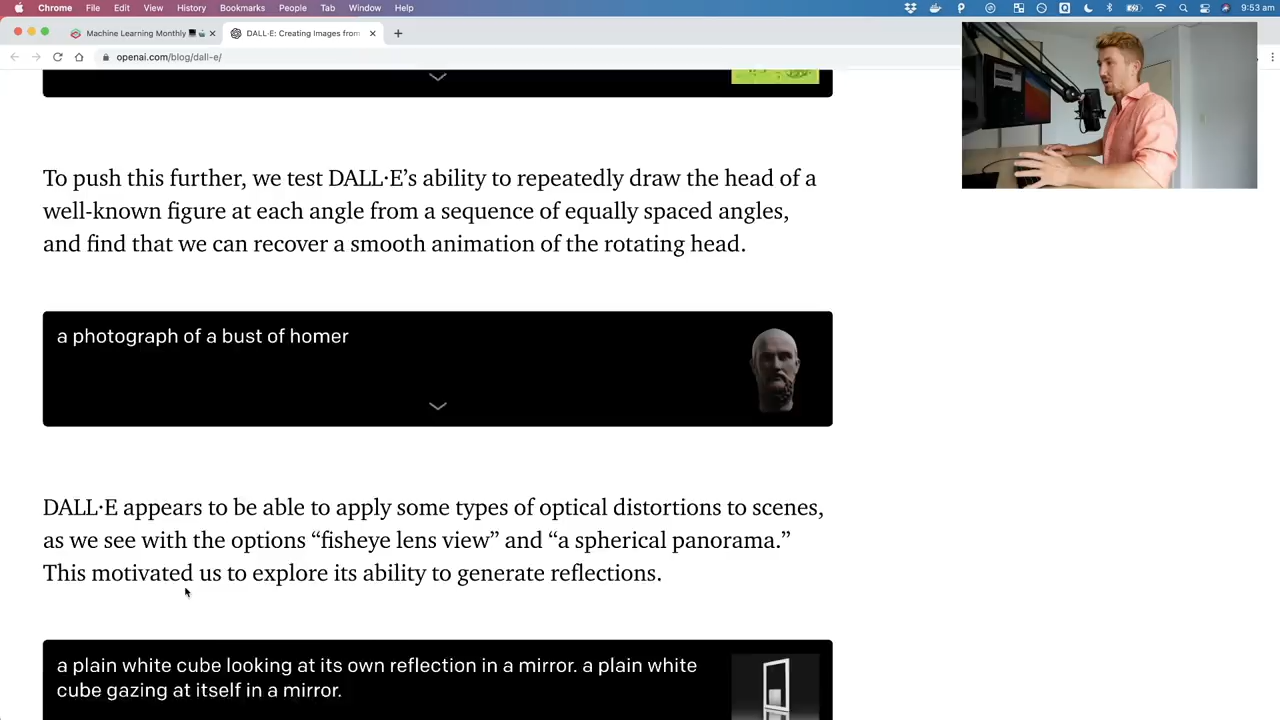 Chrome File Edit View History Bookmarks People Tab Window Help 9:53 am
Machine Learning Monthly DALL·E: Creating Images from
openai.com/blog/dall-e/
To push this further, we test DALL·E’s ability to repeatedly draw the head of a
well-known figure at each angle from a sequence of equally spaced angles,
and find that we can recover a smooth animation of the rotating head.
a photograph of a bust of homer
DALL·E appears to be able to apply some types of optical distortions to scenes,
as we see with the options “fisheye lens view” and “a spherical panorama.”
This motivated us to explore its ability to generate reflections.
a plain white cube looking at its own reflection in a mirror. a plain white
cube gazing at itself in a mirror.